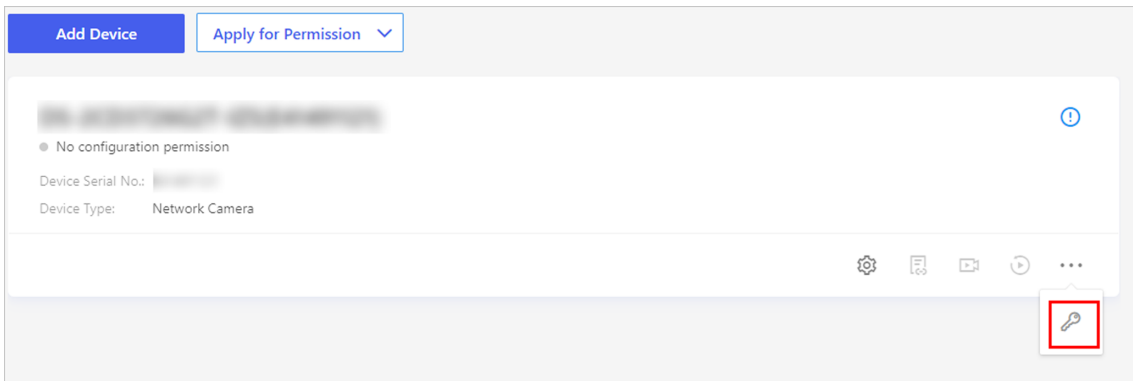 Add Device
Apply for Permission
No configuration permission
Device Serial No.:
Device Type: Network Camera